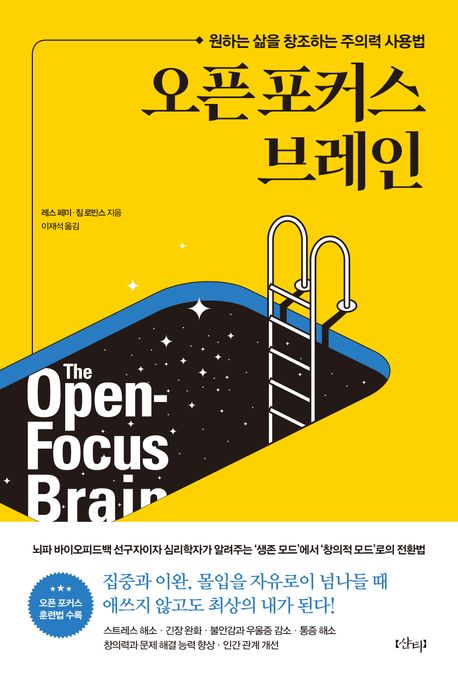 원하는 삶을 창조하는 주의력 사용법
오픈 포커스
브레인
레스 페미 · 짐 로빈스 지음
이재석 옮김
The
Open-
Focus
Brain
뇌파 바이오피드백 선구자이자 심리학자가 알려주는 ‘생존 모드’에서 ‘창의적 모드’로의 전환법
오픈 포커스
훈련법 수록
집중과 이완, 몰입을 자유로이 넘나들 때
애쓰지 않고도 최상의 내가 된다!
스트레스 해소 · 긴장 완화 · 불안감과 우울증 감소 · 통증 해소
창의력과 문제 해결 능력 향상 · 인간 관계 개선
【산티】